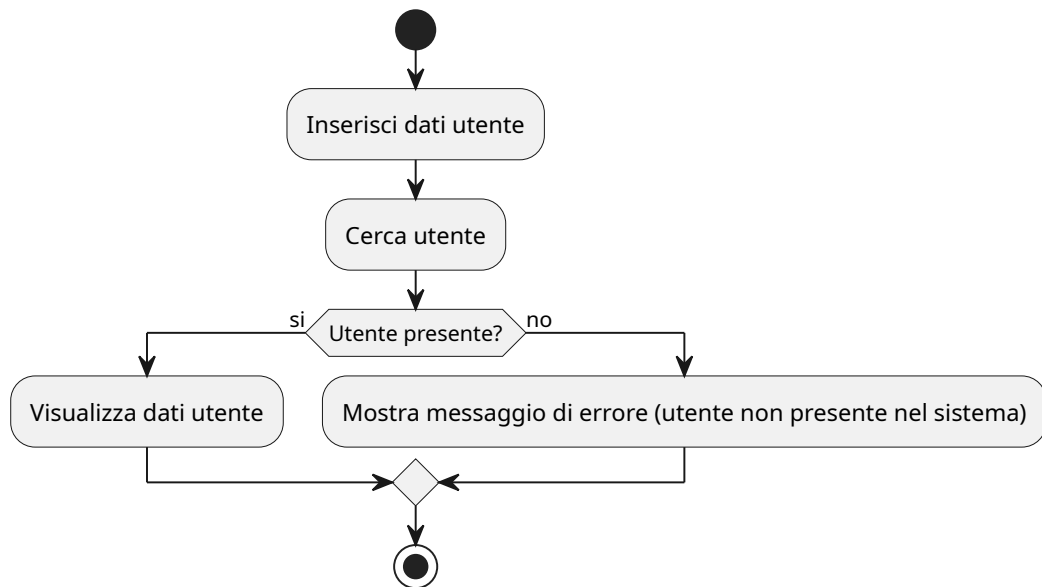 Inserisci dati utente
Cerca utente
si
Utente presente?
no
Visualizza dati utente
Mostra messaggio di errore (utente non presente nel sistema)